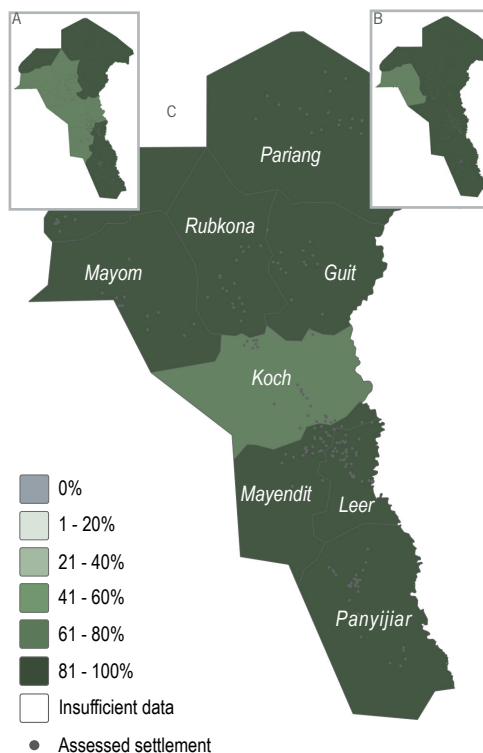 A
B
C
Pariang
Rubkona
Mayom
Guit
Koch
Mayendit
Leer
Panyijiar
0%
1 - 20%
21 - 40%
41 - 60%
61 - 80%
81 - 100%
Insufficient data
Assessed settlement